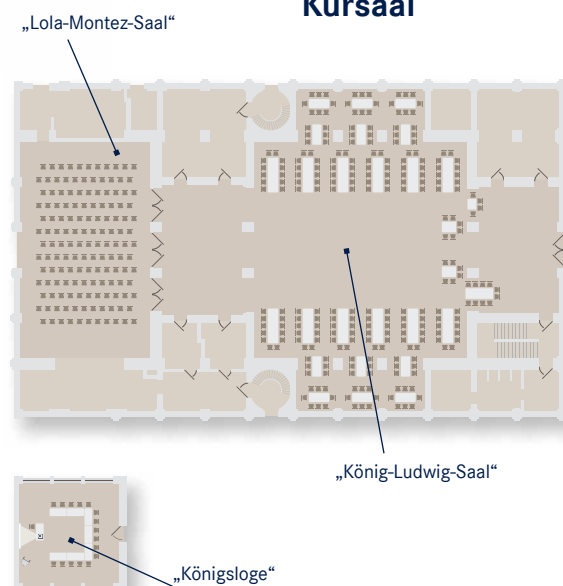 Kursaal
„Lola-Montez-Saal“
„König-Ludwig-Saal“
„Königsloge“